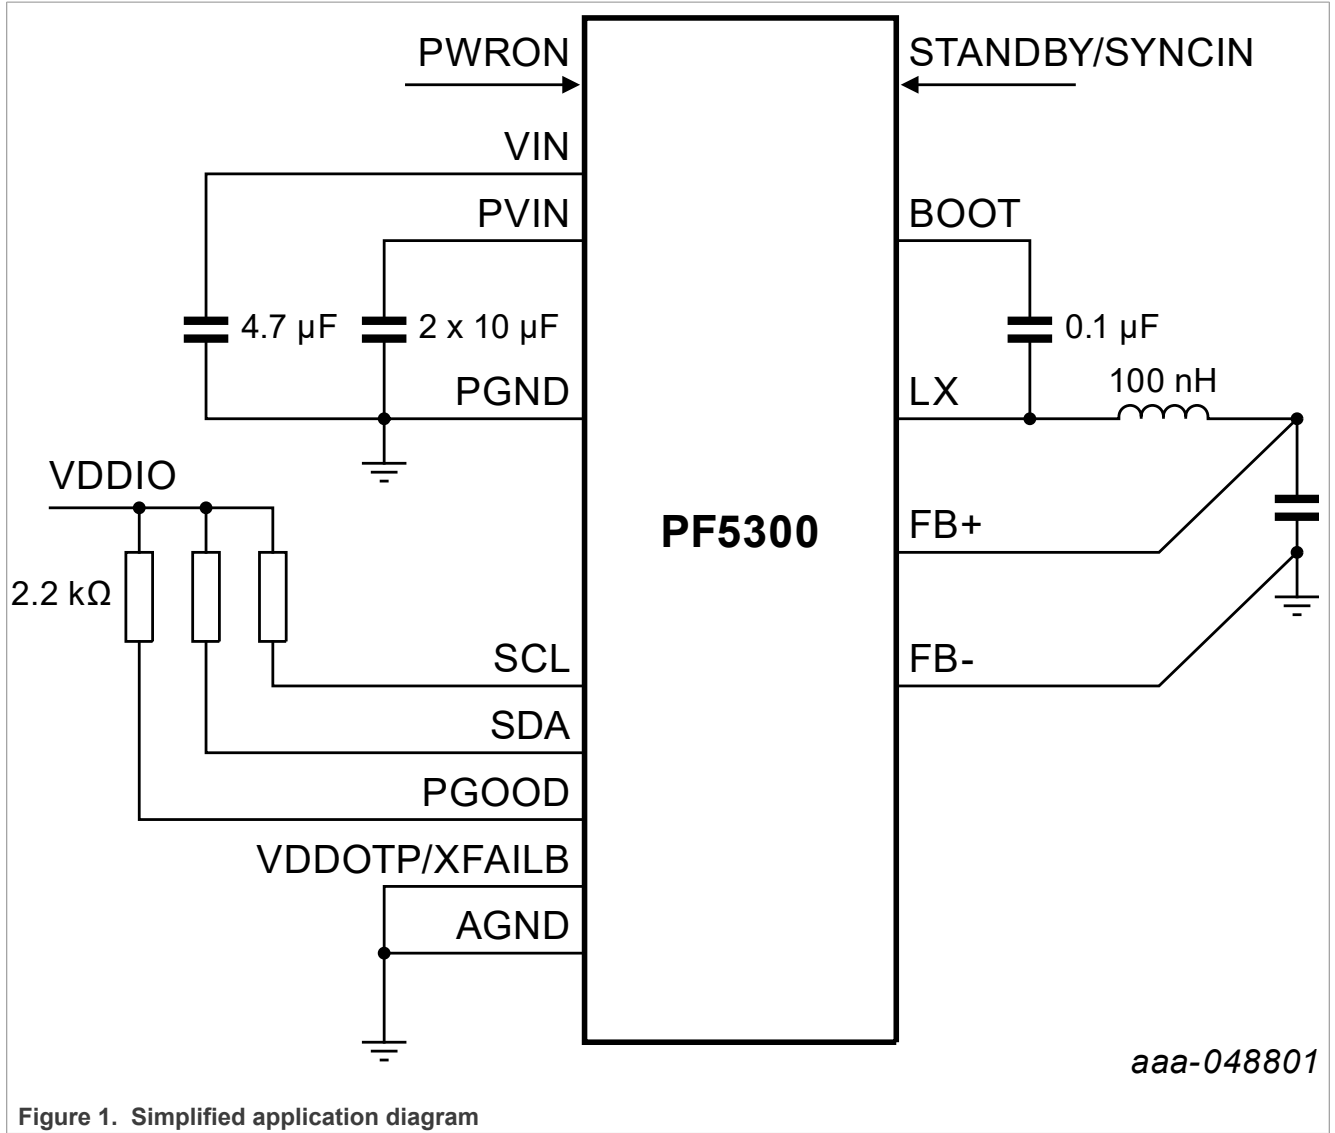 PWRON
STANDBY/SYNCIN
VIN
PVIN
BOOT
4.7 µF
2 x 10 µF
0.1 µF
PGND
LX
100 nH
VDDIO
PF5300
FB+
2.2 kΩ
SCL
FB-
SDA
PGOOD
VDDOTP/XFAILB
AGND
aaa-048801
Figure 1. Simplified application diagram